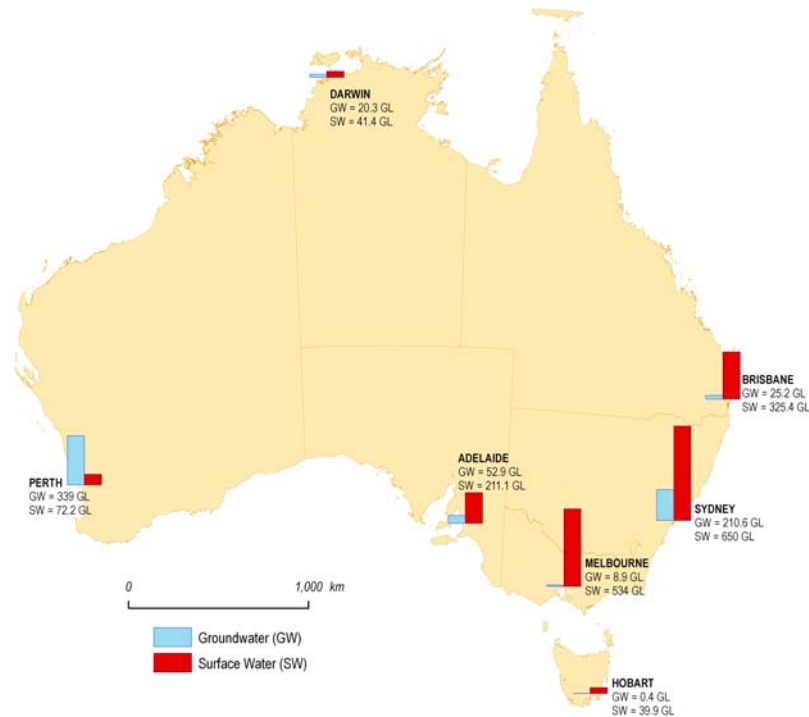 DARWIN
GW = 20.3 GL
SW = 41.4 GL
BRISBANE
GW = 25.2 GL
SW = 325.4 GL
ADELAIDE
GW = 52.9 GL
SW = 211.1 GL
PERTH
GW = 339 GL
SW = 72.2 GL
SYDNEY
GW = 210.6 GL
SW = 650 GL
MELBOURNE
GW = 8.9 GL
SW = 534 GL
0 1,000 km
Groundwater (GW)
Surface Water (SW)
HOBART
GW = 0.4 GL
SW = 39.9 GL